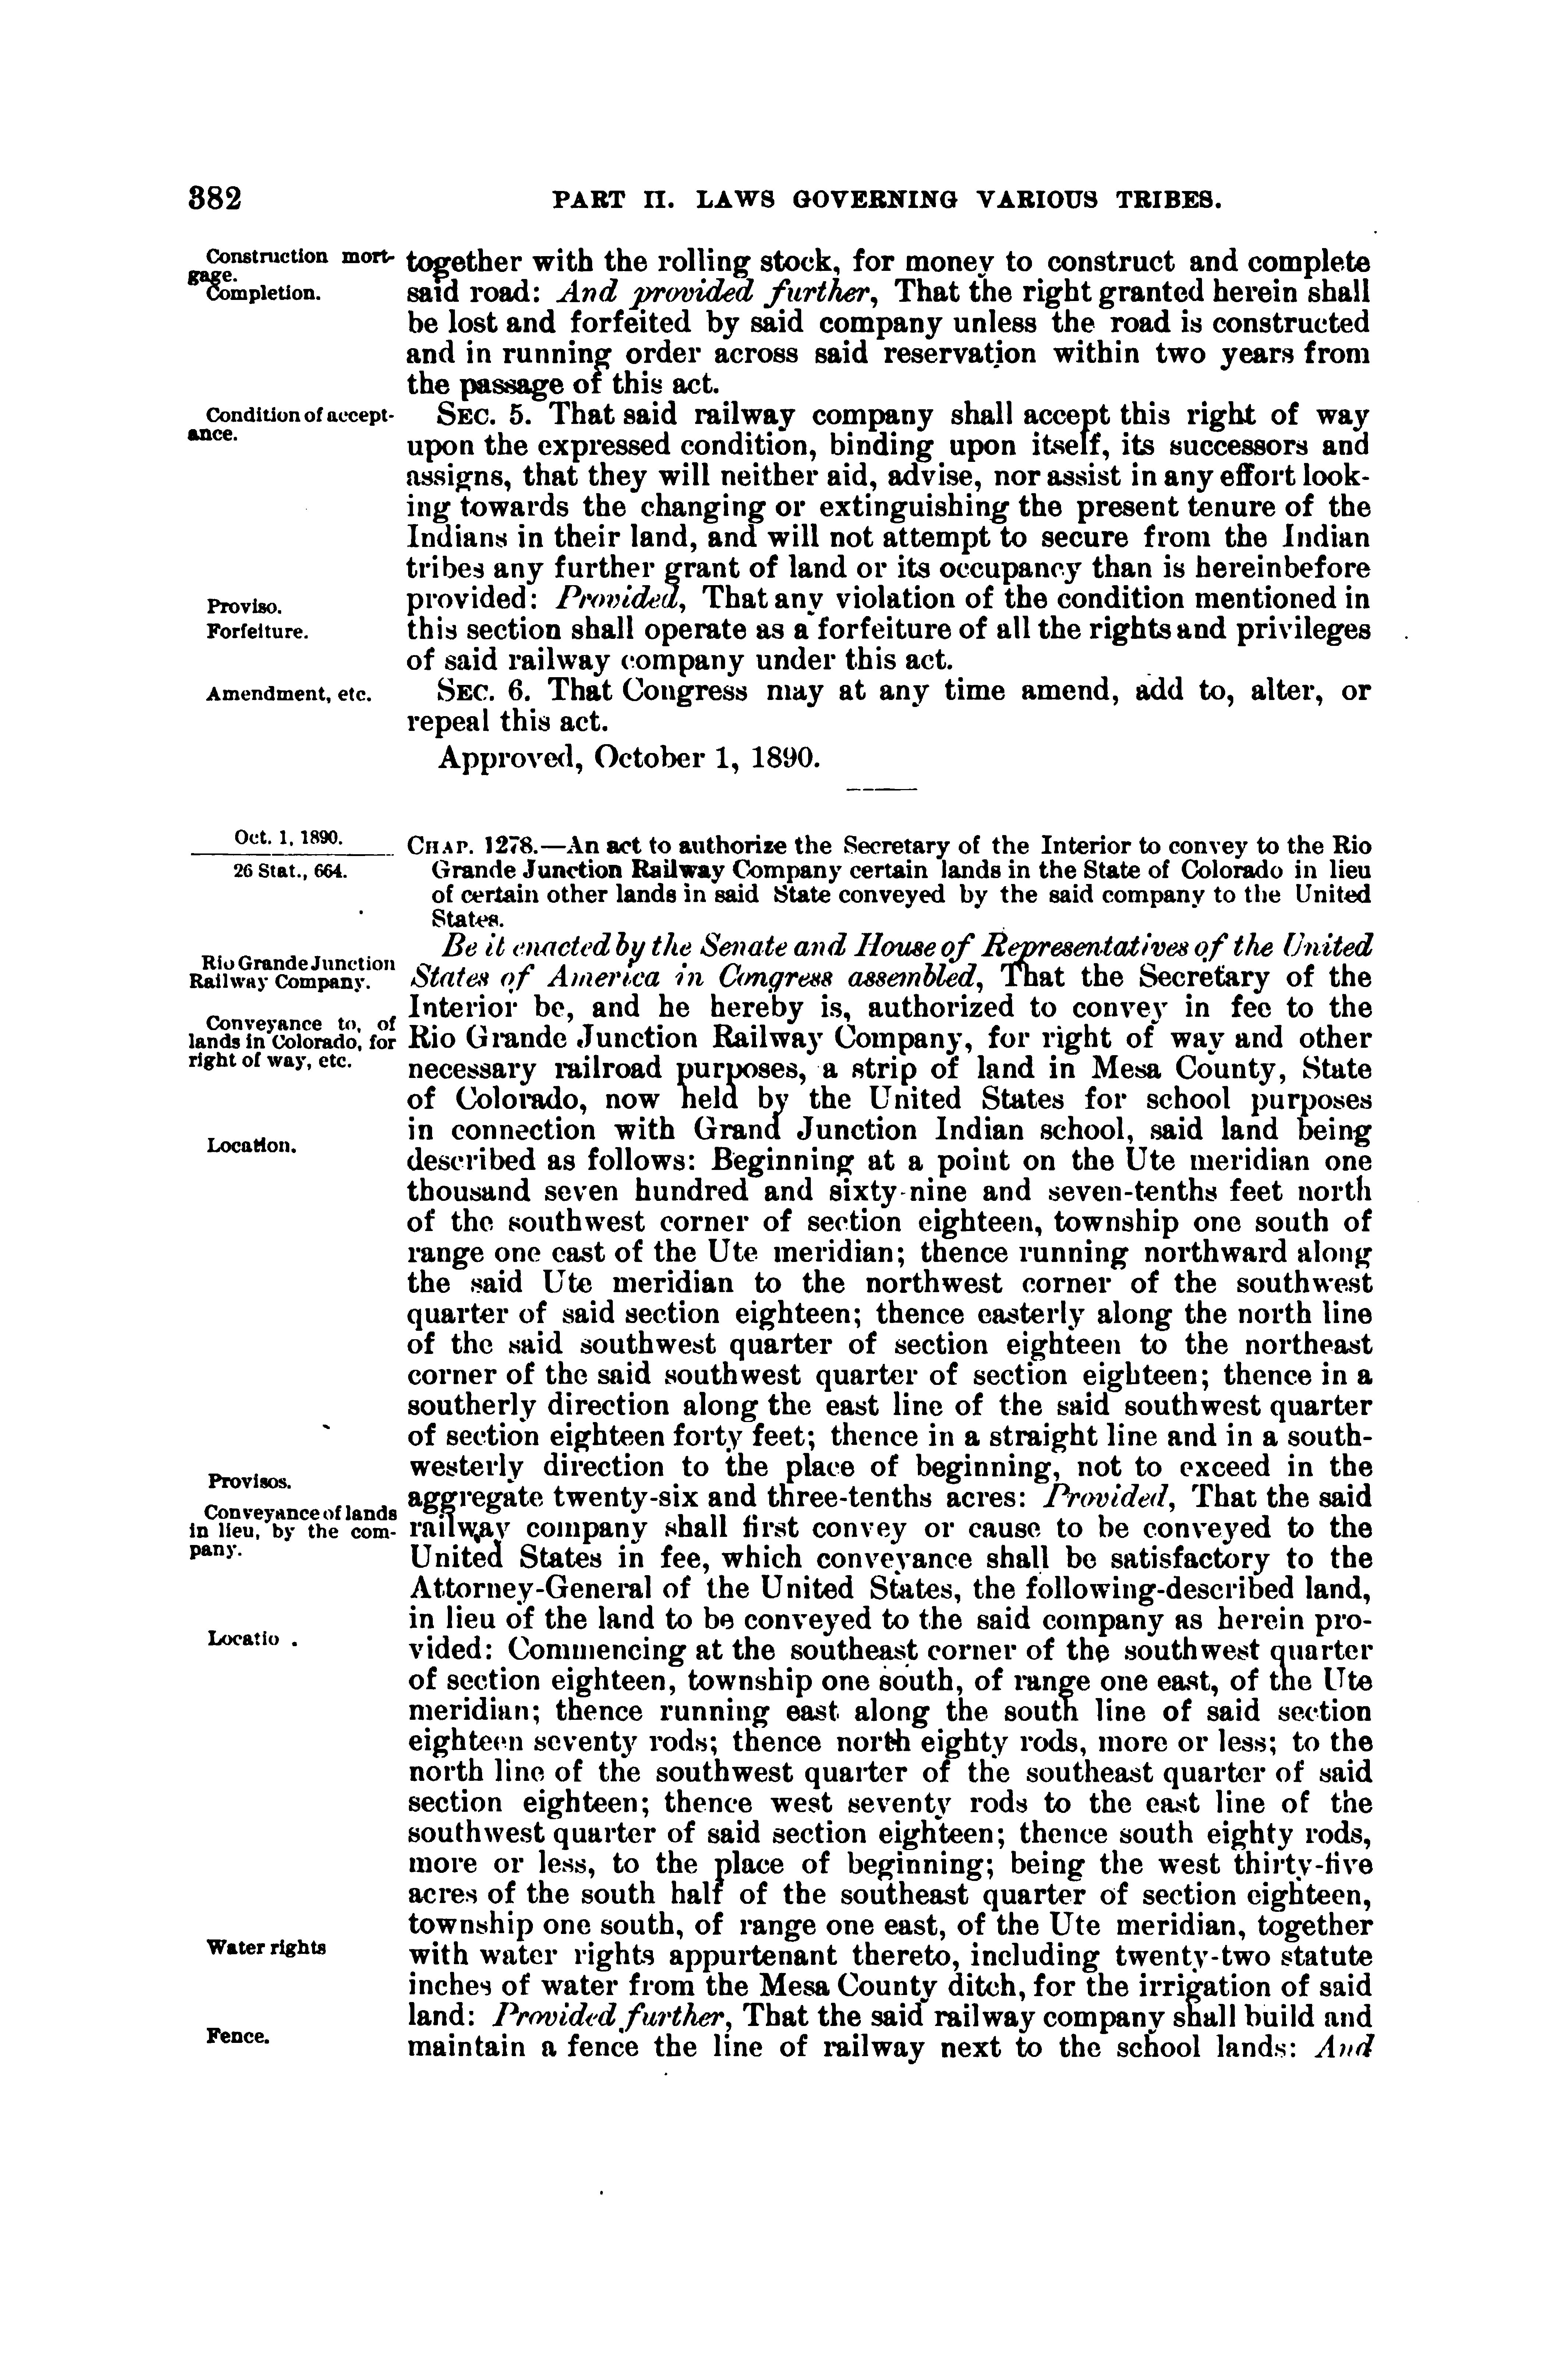 382
PART II. LAWS GOVERNING VARIOUS TRIBES.
Construction mort-
gage.
Completion.
together with the rolling stock, for money to construct and complete
said road: And provided further, That the right granted herein shall
be lost and forfeited by said company unless the road is constructed
and in running order across said reservation within two years from
the passage of this act.
Condition of accept-
ance.
SEC. 5. That said railway company shall accept this right of way
upon the expressed condition, binding upon itself, its successors and
assigns, that they will neither aid, advise, nor assist in any effort look-
ing towards the changing or extinguishing the present tenure of the
Indians in their land, and will not attempt to secure from the Indian
tribes any further grant of land or its occupancy than is hereinbefore
Proviso.
provided: Provided, That any violation of the condition mentioned in
Forfeiture.
this section shall operate as a forfeiture of all the rights and privileges
of said railway company under this act.
Amendment, etc.
SEC. 6. That Congress may at any time amend, add to, alter, or
repeal this act.
Approved, October 1, 1890.
Oct. 1, 1890.
26 Stat., 664.
CHAP. 1278.—An act to authorize the Secretary of the Interior to convey to the Rio
Grande Junction Railway Company certain lands in the State of Colorado in lieu
of certain other lands in said State conveyed by the said company to the United
States.
Rio Grande Junction
Railway Company.
Be it enacted by the Senate and House of Representatives of the United
States of America in Congress assembled, That the Secretary of the
Interior be, and he hereby is, authorized to convey in fee to the
Conveyance to, of
lands in Colorado, for
right of way, etc.
Rio Grande Junction Railway Company, for right of way and other
necessary railroad purposes, a strip of land in Mesa County, State
of Colorado, now held by the United States for school purposes
in connection with Grand Junction Indian school, said land being
Location.
described as follows: Beginning at a point on the Ute meridian one
thousand seven hundred and sixty-nine and seven-tenths feet north
of the southwest corner of section eighteen, township one south of
range one east of the Ute meridian; thence running northward along
the said Ute meridian to the northwest corner of the southwest
quarter of said section eighteen; thence easterly along the north line
of the said southwest quarter of section eighteen to the northeast
corner of the said southwest quarter of section eighteen; thence in a
southerly direction along the east line of the said southwest quarter
of section eighteen forty feet; thence in a straight line and in a south-
westerly direction to the place of beginning, not to exceed in the
Provisos.
aggregate twenty-six and three-tenths acres: Provided, That the said
Conveyance of lands
in lieu, by the com-
pany.
railway company shall first convey or cause to be conveyed to the
United States in fee, which conveyance shall be satisfactory to the
Attorney-General of the United States, the following-described land,
in lieu of the land to be conveyed to the said company as herein pro-
Locatio .
vided: Commencing at the southeast corner of the southwest quarter
of section eighteen, township one south, of range one east, of the Ute
meridian; thence running east along the south line of said section
eighteen seventy rods; thence north eighty rods, more or less; to the
north line of the southwest quarter of the southeast quarter of said
section eighteen; thence west seventy rods to the east line of the
southwest quarter of said section eighteen; thence south eighty rods,
more or less, to the place of beginning; being the west thirty-five
acres of the south half of the southeast quarter of section eighteen,
township one south, of range one east, of the Ute meridian, together
Water rights
with water rights appurtenant thereto, including twenty-two statute
inches of water from the Mesa County ditch, for the irrigation of said
land: Provided further, That the said railway company shall build and
Fence.
maintain a fence the line of railway next to the school lands: And